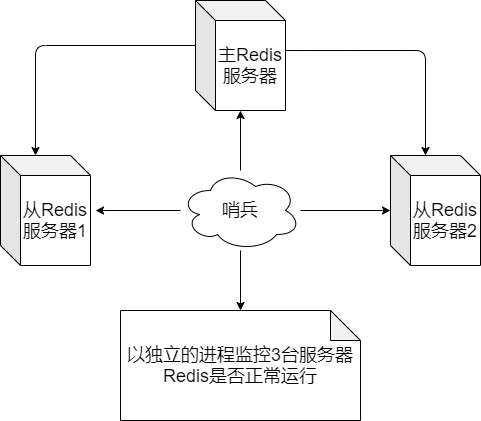 主Redis
服务器
从Redis
服务器1
哨兵
从Redis
服务器2
以独立的进程监控3台服务器
Redis是否正常运行